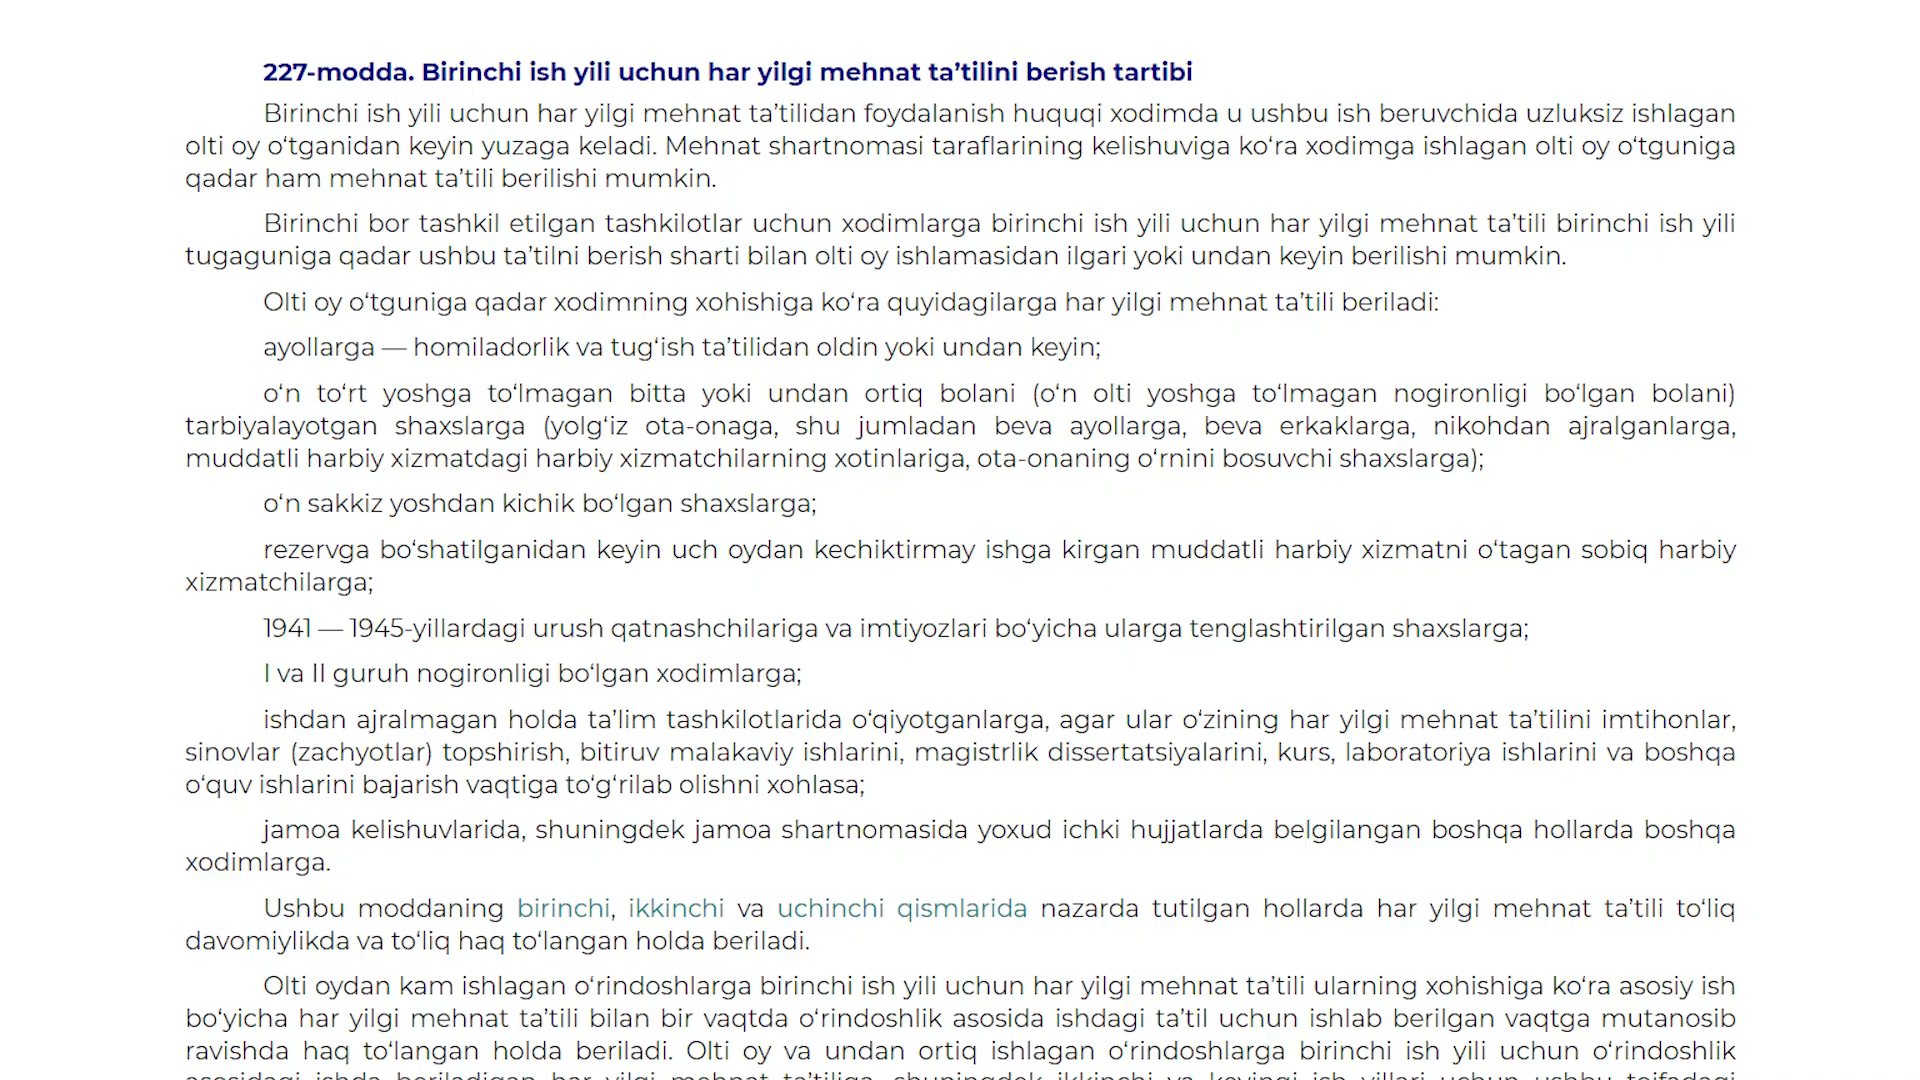 227-modda. Birinchi ish yili uchun har yilgi mehnat ta’tilini berish tartibi
Birinchi ish yili uchun har yilgi mehnat ta’tilidan foydalanish huquqi xodimda u ushbu ish beruvchida uzluksiz ishlagan
olti oy o‘tganidan keyin yuzaga keladi. Mehnat shartnomasi taraflarining kelishuviga ko‘ra xodimga ishlagan olti oy o‘tguniga
qadar ham mehnat ta’tili berilishi mumkin.
Birinchi bor tashkil etilgan tashkilotlar uchun xodimlarga birinchi ish yili uchun har yilgi mehnat ta’tili birinchi ish yili
tugaguniga qadar ushbu ta’tilni berish sharti bilan olti oy ishlamasidan ilgari yoki undan keyin berilishi mumkin.
Olti oy o‘tguniga qadar xodimning xohishiga ko‘ra quyidagilarga har yilgi mehnat ta’tili beriladi:
ayollarga — homiladorlik va tug‘ish ta’tilidan oldin yoki undan keyin;
o‘n to‘rt yoshga to‘lmagan bitta yoki undan ortiq bolani (o‘n olti yoshga to‘lmagan nogironligi bo‘lgan bolani)
tarbiyalayotgan shaxslarga (yolg‘iz ota-onaga, shu jumladan beva ayollarga, beva erkaklarga, nikohdan ajralganlarga,
muddatli harbiy xizmatdagi harbiy xizmatchilarning xotinlariga, ota-onaning o‘rnini bosuvchi shaxslarga);
o‘n sakkiz yoshdan kichik bo‘lgan shaxslarga;
rezervga bo‘shatilganidan keyin uch oydan kechiktirmay ishga kirgan muddatli harbiy xizmatni o‘tagan sobiq harbiy
xizmatchilarga;
1941 — 1945-yillardagi urush qatnashchilariga va imtiyozlari bo‘yicha ularga tenglashtirilgan shaxslarga;
I va II guruh nogironligi bo‘lgan xodimlarga;
ishdan ajralmagan holda ta’lim tashkilotlarida o‘qiyotganlarga, agar ular o‘zining har yilgi mehnat ta’tilini imtihonlar,
sinovlar (zachyotlar) topshirish, bitiruv malakaviy ishlarini, magistrlik dissertatsiyalarini, kurs, laboratoriya ishlarini va boshqa
o‘quv ishlarini bajarish vaqtiga to‘g‘rilab olishni xohlasa;
jamoa kelishuvlarida, shuningdek jamoa shartnomasida yoxud ichki hujjatlarda belgilangan boshqa hollarda boshqa
xodimlarga.
Ushbu moddaning birinchi, ikkinchi va uchinchi qismlarida nazarda tutilgan hollarda har yilgi mehnat ta’tili to‘liq
davomiylikda va to‘liq haq to‘langan holda beriladi.
Olti oydan kam ishlagan o‘rindoshlarga birinchi ish yili uchun har yilgi mehnat ta’tili ularning xohishiga ko‘ra asosiy ish
bo‘yicha har yilgi mehnat ta’tili bilan bir vaqtda o‘rindoshlik asosida ishdagi ta’til uchun ishlab berilgan vaqtga mutanosib
ravishda haq to‘langan holda beriladi. Olti oy va undan ortiq ishlagan o‘rindoshlarga birinchi ish yili uchun o‘rindoshlik
asosidagi ishda beriladigan har yilgi mehnat ta’tiliga, shuningdek ikkinchi va keyingi ish yillari uchun ushbu toifadagi